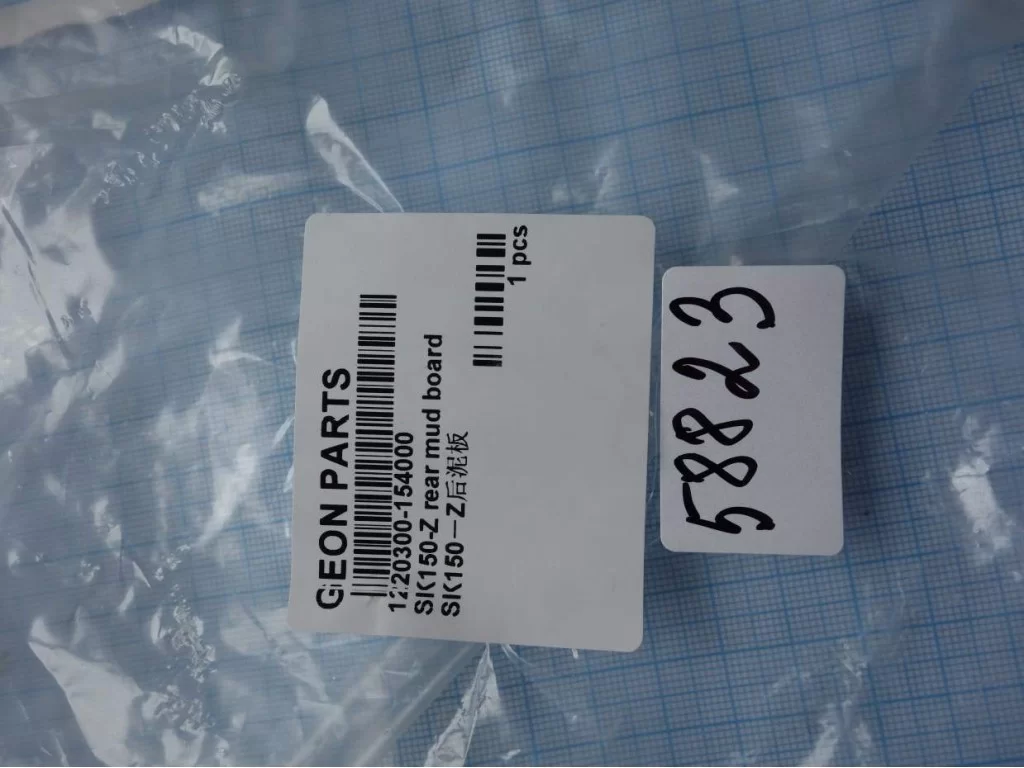 GEON PARTS
1220300-154000
SK150-Z rear mud board
SK150－Z后泥板
1 pcs
58823